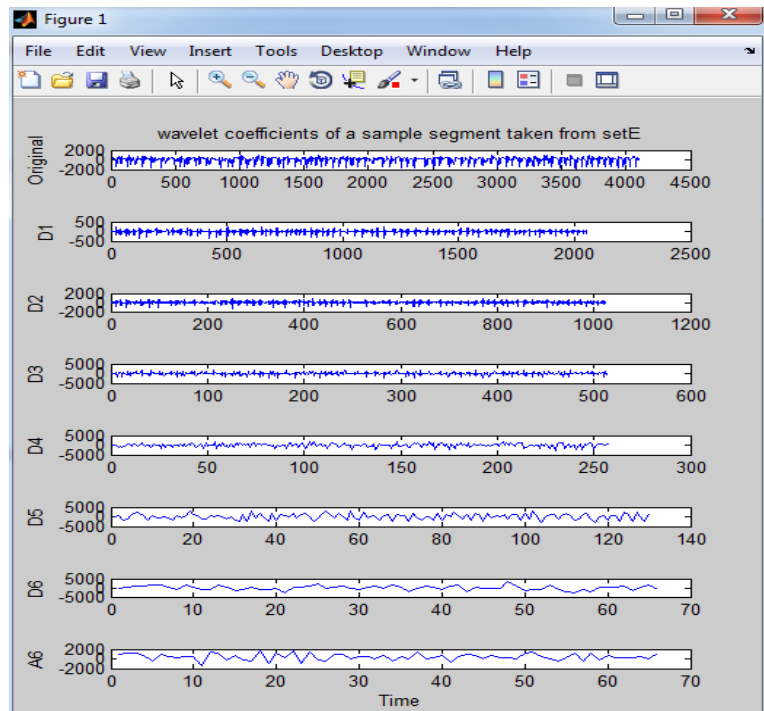 Figure 1
File Edit View Insert Tools Desktop Window Help
wavelet coefficients of a sample segment taken from setE
Original
2000
0
-2000
0 500 1000 1500 2000 2500 3000 3500 4000 4500
D1
500
0
-500
0 500 1000 1500 2000 2500
D2
2000
0
-2000
0 200 400 600 800 1000 1200
D3
5000
0
-5000
0 100 200 300 400 500 600
D4
5000
0
-5000
0 50 100 150 200 250 300
D5
5000
0
-5000
0 20 40 60 80 100 120 140
D6
5000
0
-5000
0 10 20 30 40 50 60 70
A6
2000
0
-2000
0 10 20 30 40 50 60 70
Time